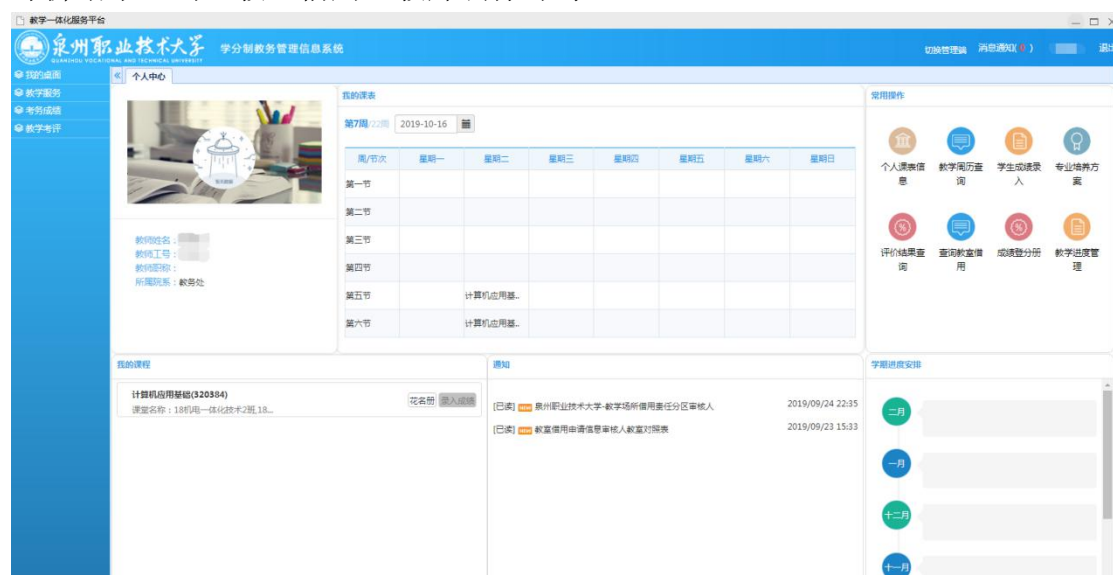 教学一体化服务平台
泉州职业技术大学 学分制教务管理信息系统
QUANZHOU VOCATIONAL AND TECHNICAL UNIVERSITY
切换管理端 消息通知( ) 退出
我的桌面
教学服务
考务成绩
教学考评
个人中心
教师姓名：
教师工号：
教师职称：
所属院系：教务处
我的课表
第7周/22周 2019-10-16
周/节次 星期一 星期二 星期三 星期四 星期五 星期六 星期日
第一节
第二节
第三节
第四节
第五节 计算机应用基..
第六节 计算机应用基..
常用操作
个人课表信息
教学周历查询
学生成绩录入
专业培养方案
评价结果查询
查询教室借用
成绩登分册
教学进度管理
我的课程
计算机应用基础(320384)
课堂名称：18机电一体化技术2班,18...
花名册 录入成绩
通知
[已读] 泉州职业技术大学-教学场所借用责任分区审核人 2019/09/24 22:35
[已读] 教室借用申请信息审核人教室对照表 2019/09/23 15:33
学期进度安排
二月
一月
十二月
十一月